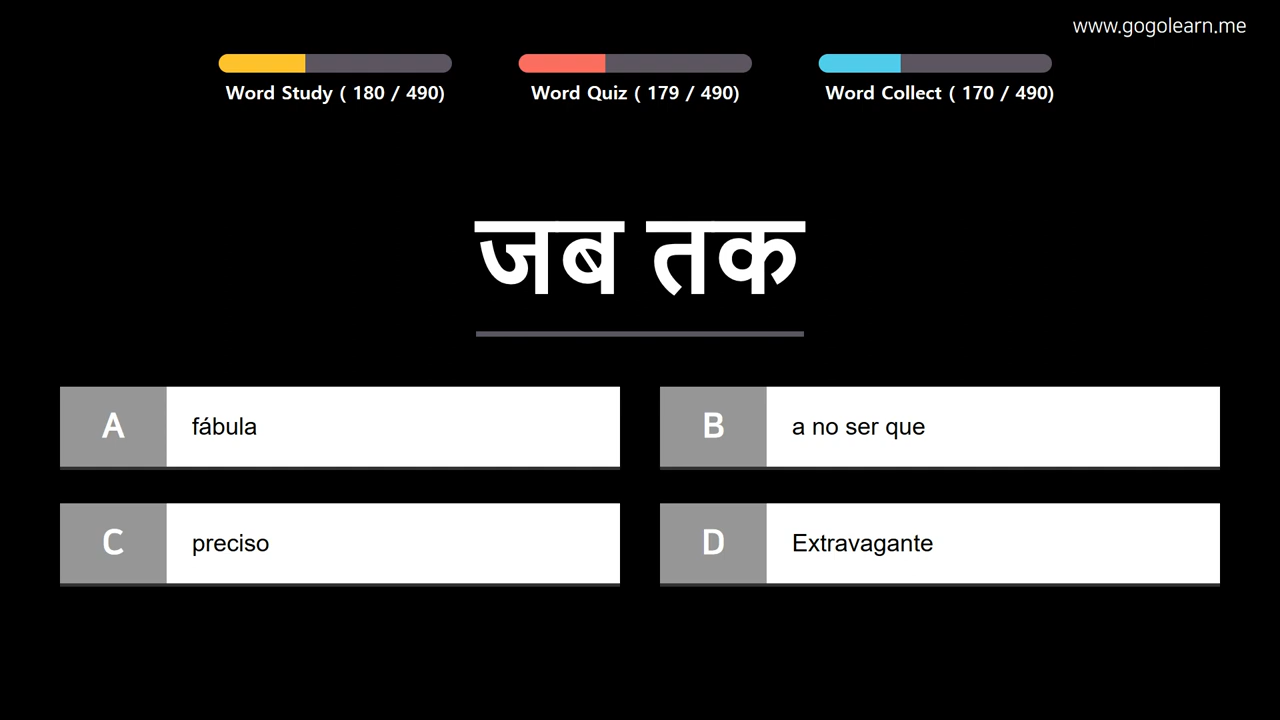 www.gogolearn.me
Word Study ( 180 / 490)
Word Quiz ( 179 / 490)
Word Collect ( 170 / 490)
जब तक
A fábula
B a no ser que
C preciso
D Extravagante